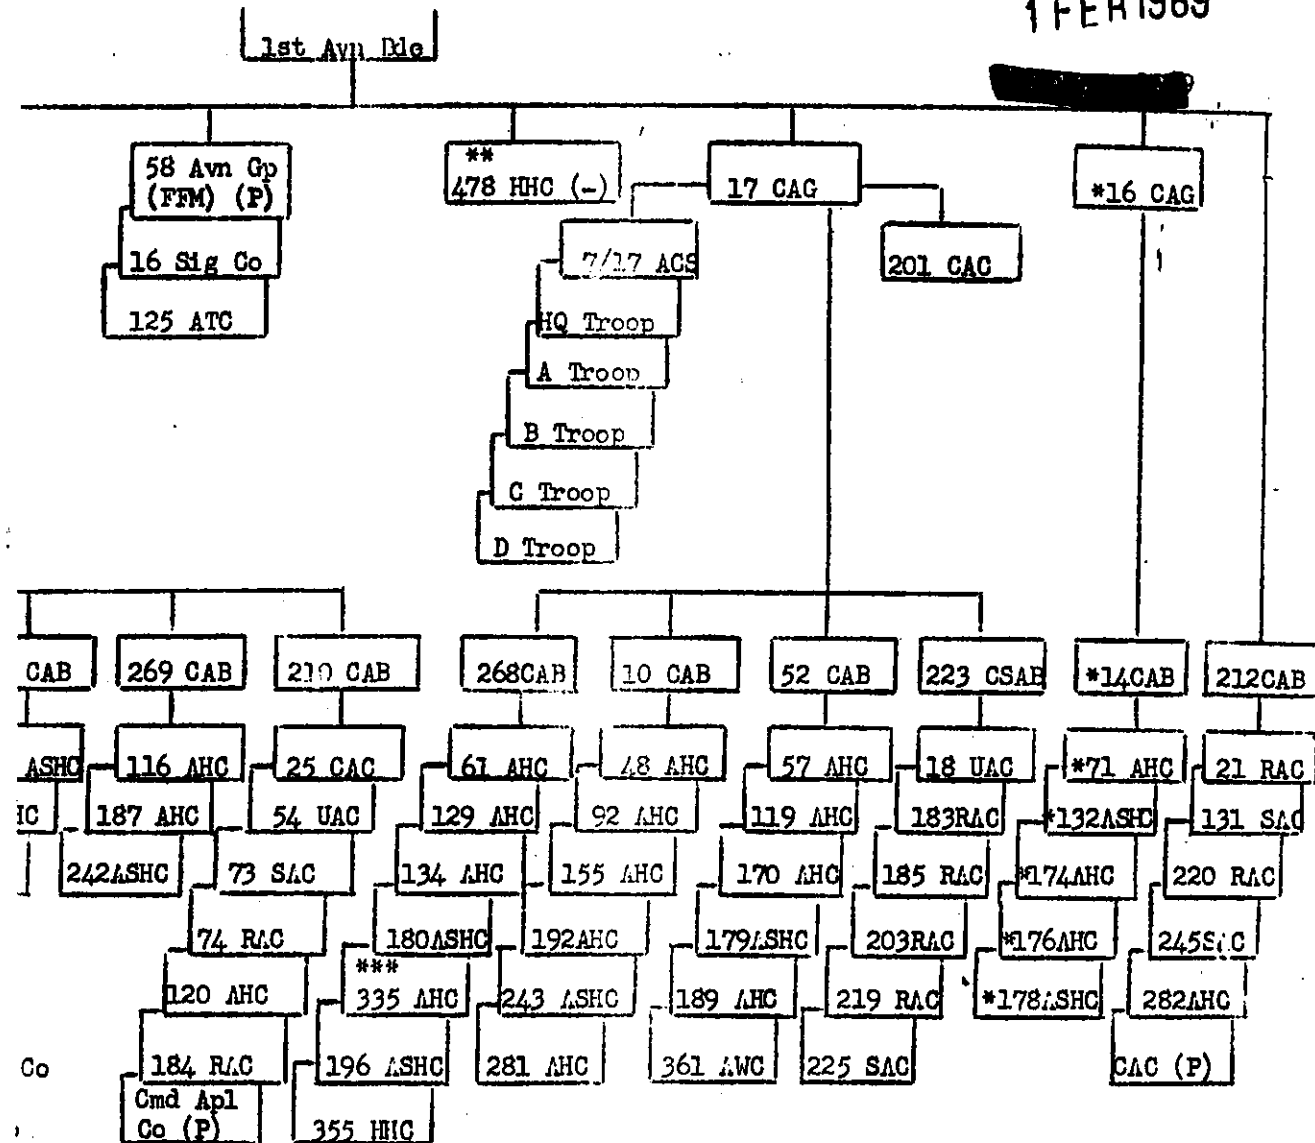 1 FEB 1969
1st Avn Bde
58 Avn Gp
(FFM) (P)
16 Sig Co
125 ATC
**
478 HHC (-)
17 CAG
*16 CAG
7/17 ACS
201 CAC
HQ Troop
A Troop
B Troop
C Troop
D Troop
CAB
269 CAB
210 CAB
268CAB
10 CAB
52 CAB
223 CSAB
*14CAB
212CAB
ASHC
116 AHC
25 CAC
61 AHC
48 AHC
57 AHC
18 UAC
*71 AHC
21 RAC
HC
187 AHC
54 UAC
129 AHC
92 AHC
119 AHC
183RAC
*132ASHC
131 SAC
242ASHC
73 SAC
134 AHC
155 AHC
170 AHC
185 RAC
*174AHC
220 RAC
74 RAC
180ASHC
192AHC
179ASHC
203RAC
*176AHC
245SAC
120 AHC
***
335 AHC
243 ASHC
189 AHC
219 RAC
*178ASHC
282AHC
Co
184 RAC
196 ASHC
281 AHC
361 AWC
225 SAC
CAC (P)
Cmd Apl
Co (P)
355 HHC